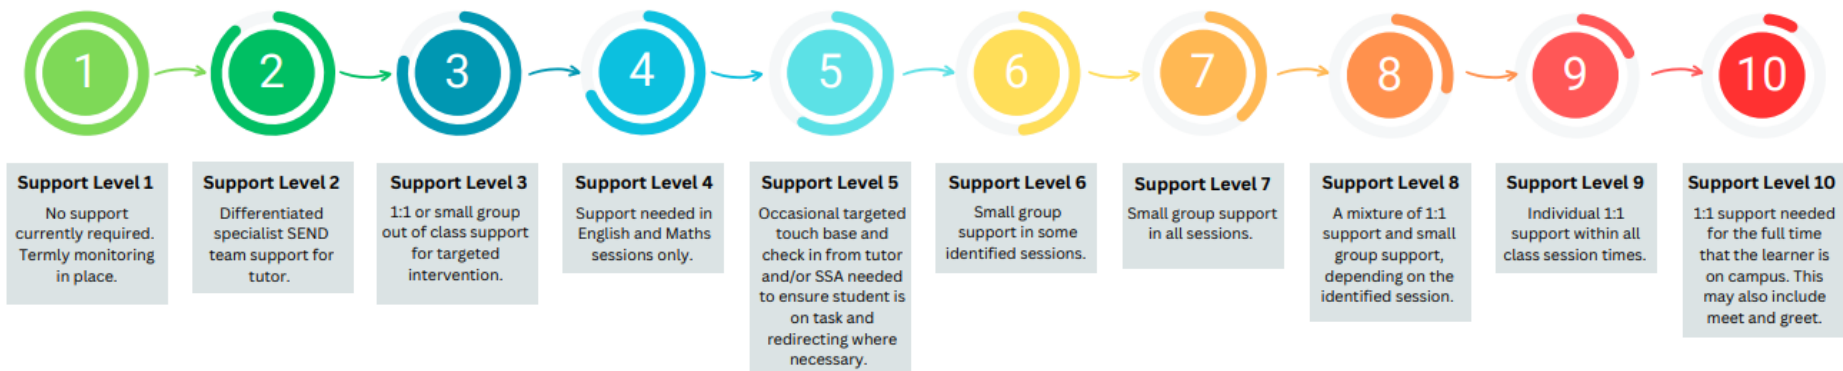 1
2
3
4
5
6
7
8
9
10
Support Level 1
No support
currently required.
Termly monitoring
in place.
Support Level 2
Differentiated
specialist SEND
team support for
tutor.
Support Level 3
1:1 or small group
out of class support
for targeted
intervention.
Support Level 4
Support needed in
English and Maths
sessions only.
Support Level 5
Occasional targeted
touch base and
check in from tutor
and/or SSA needed
to ensure student is
on task and
redirecting where
necessary.
Support Level 6
Small group
support in some
identified sessions.
Support Level 7
Small group support
in all sessions.
Support Level 8
A mixture of 1:1
support and small
group support,
depending on the
identified session.
Support Level 9
Individual 1:1
support within all
class session times.
Support Level 10
1:1 support needed
for the full time
that the learner is
on campus. This
may also include
meet and greet.